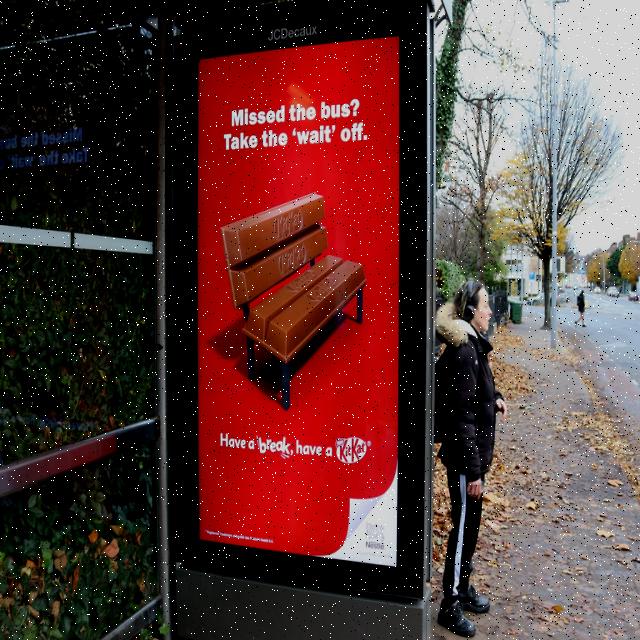 JCDecaux
Missed the bus?
Take the 'wait' off.
Have a break, have a KitKat